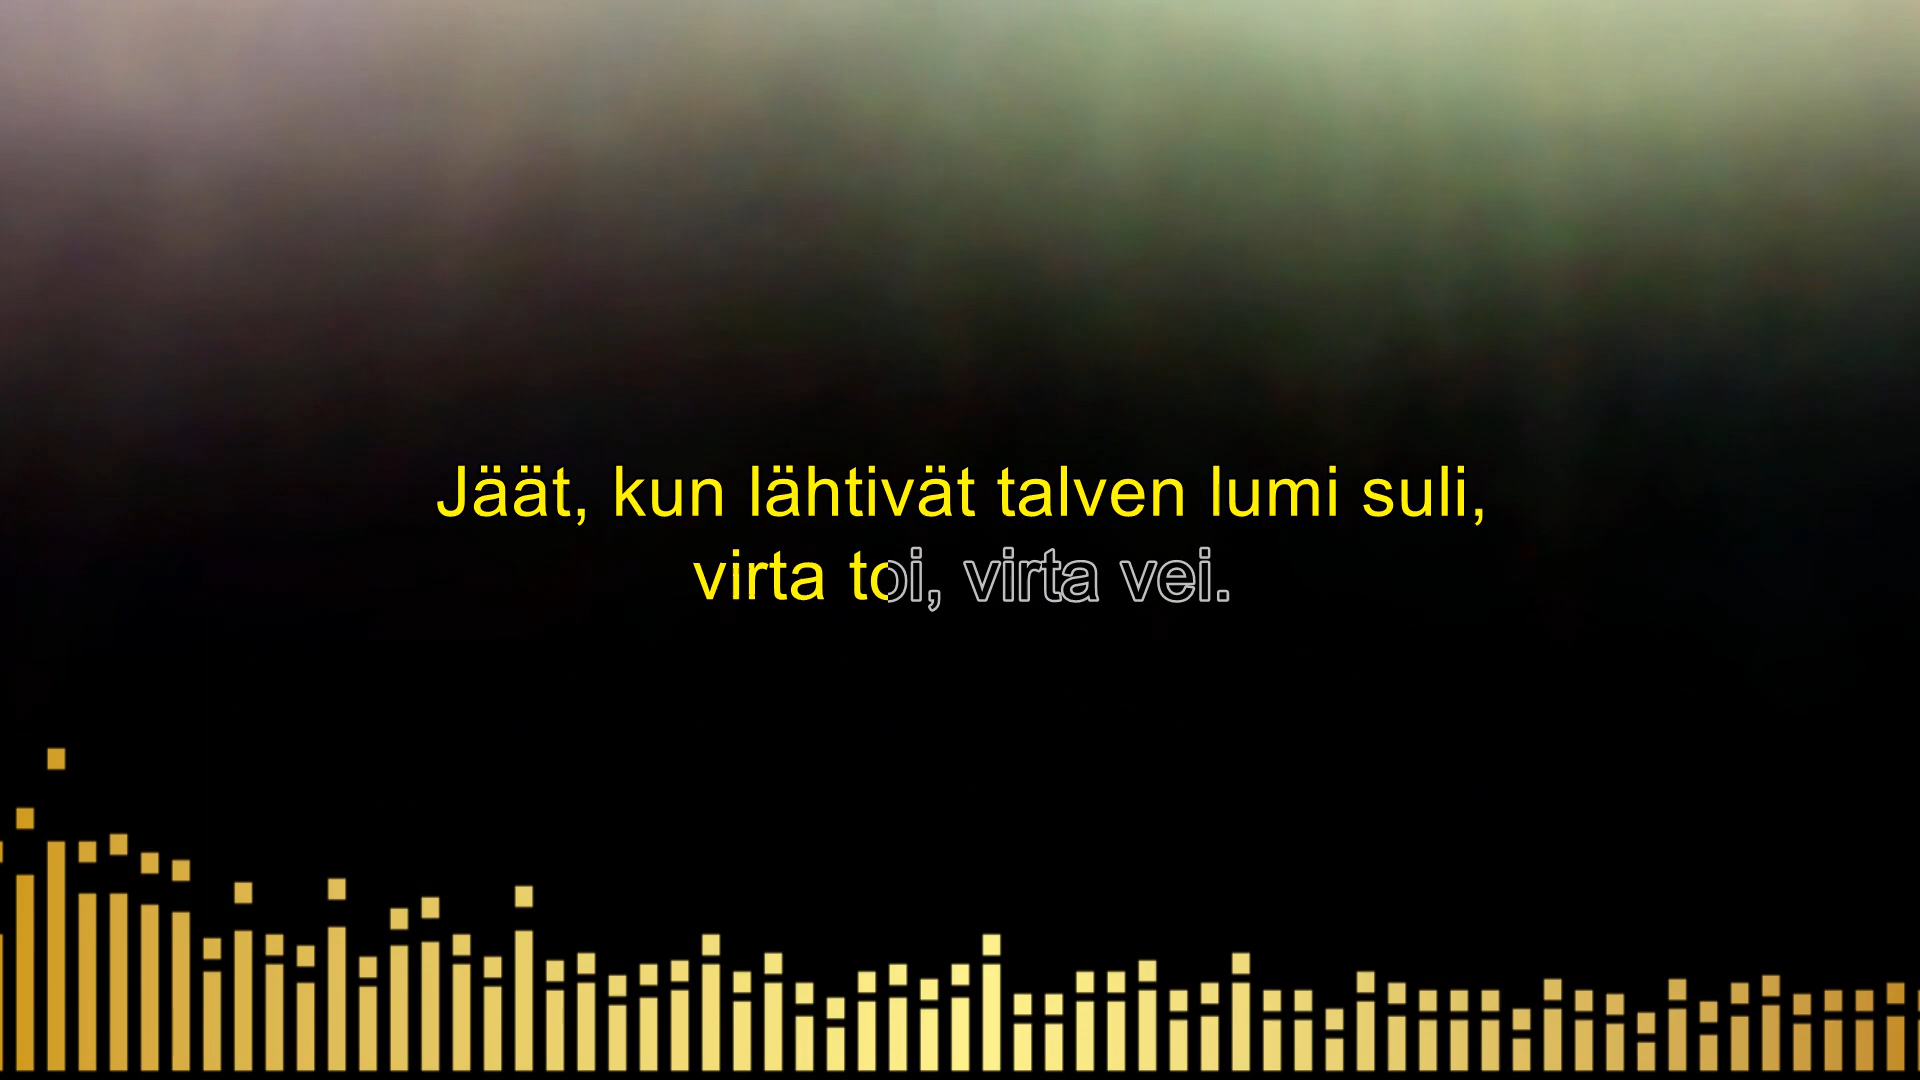 Jäät, kun lähtivät talven lumi suli,
virta toi, virta vei.